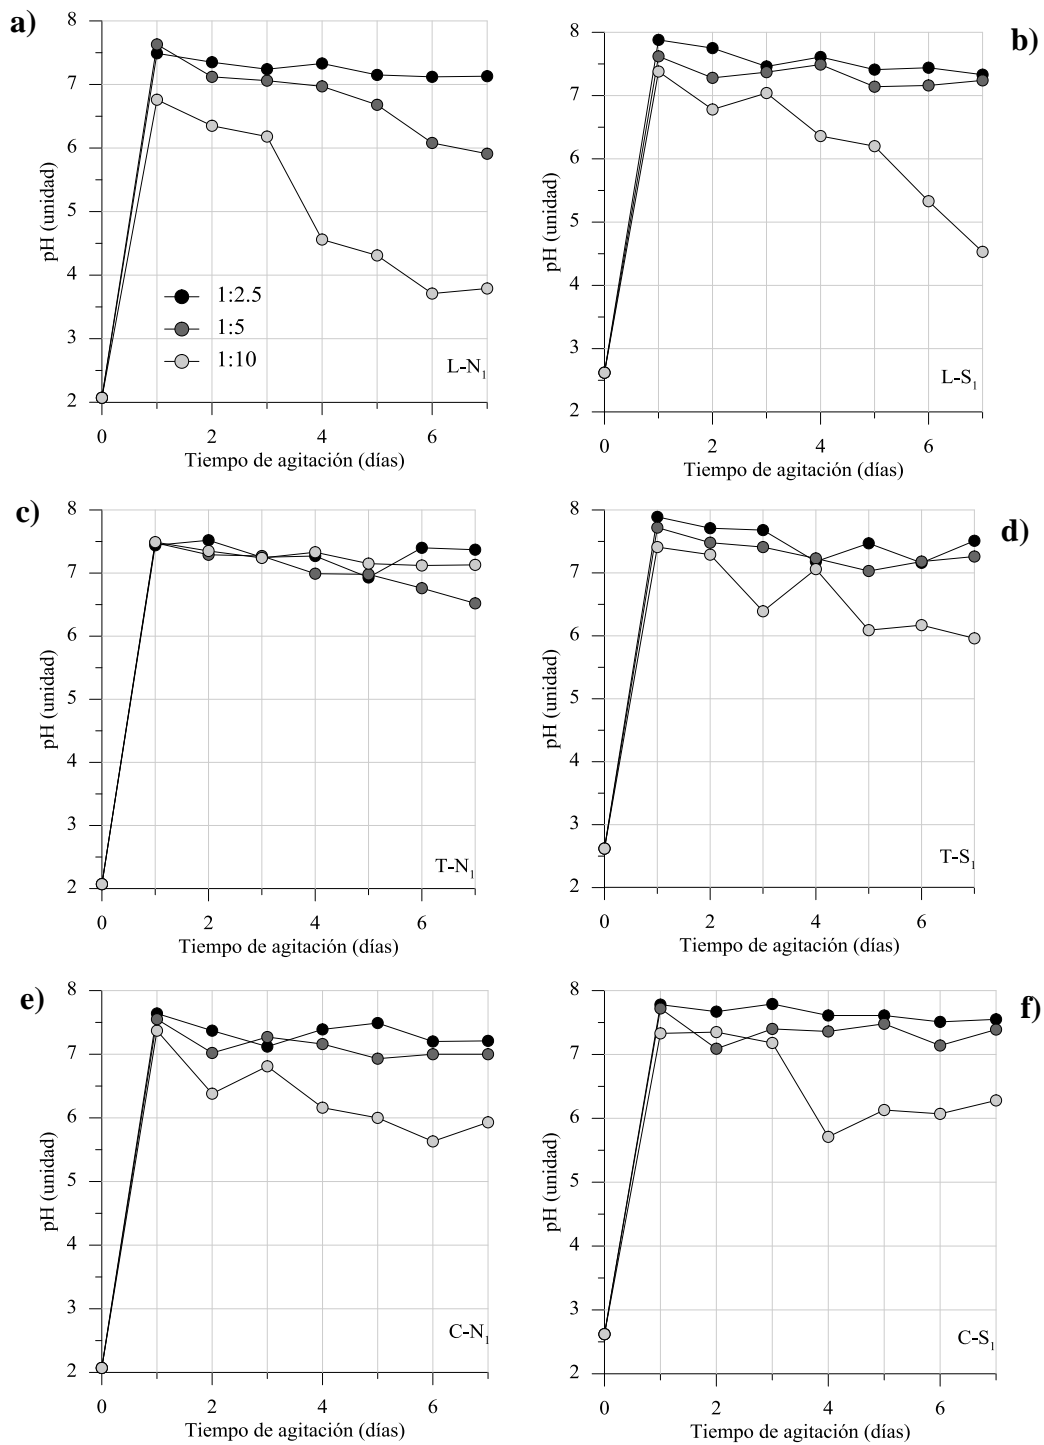 a)
8
7
6
5
4
3
2
pH (unidad)
1:2.5
1:5
1:10
L-N1
0 2 4 6
Tiempo de agitación (días)
b)
8
7
6
5
4
3
2
pH (unidad)
L-S1
0 2 4 6
Tiempo de agitación (días)
c)
8
7
6
5
4
3
2
pH (unidad)
T-N1
0 2 4 6
Tiempo de agitación (días)
d)
8
7
6
5
4
3
2
pH (unidad)
T-S1
0 2 4 6
Tiempo de agitación (días)
e)
8
7
6
5
4
3
2
pH (unidad)
C-N1
0 2 4 6
Tiempo de agitación (días)
f)
8
7
6
5
4
3
2
pH (unidad)
C-S1
0 2 4 6
Tiempo de agitación (días)